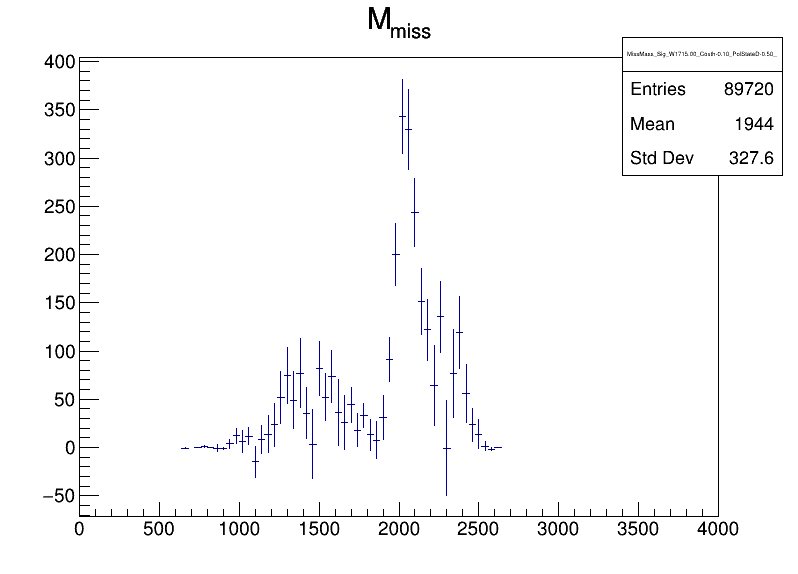 M_miss
MissMass_Sig_W1715.00_Costh-0.10_PolStateD-0.50_
Entries 89720
Mean 1944
Std Dev 327.6
400
350
300
250
200
150
100
50
0
−50
0 500 1000 1500 2000 2500 3000 3500 4000